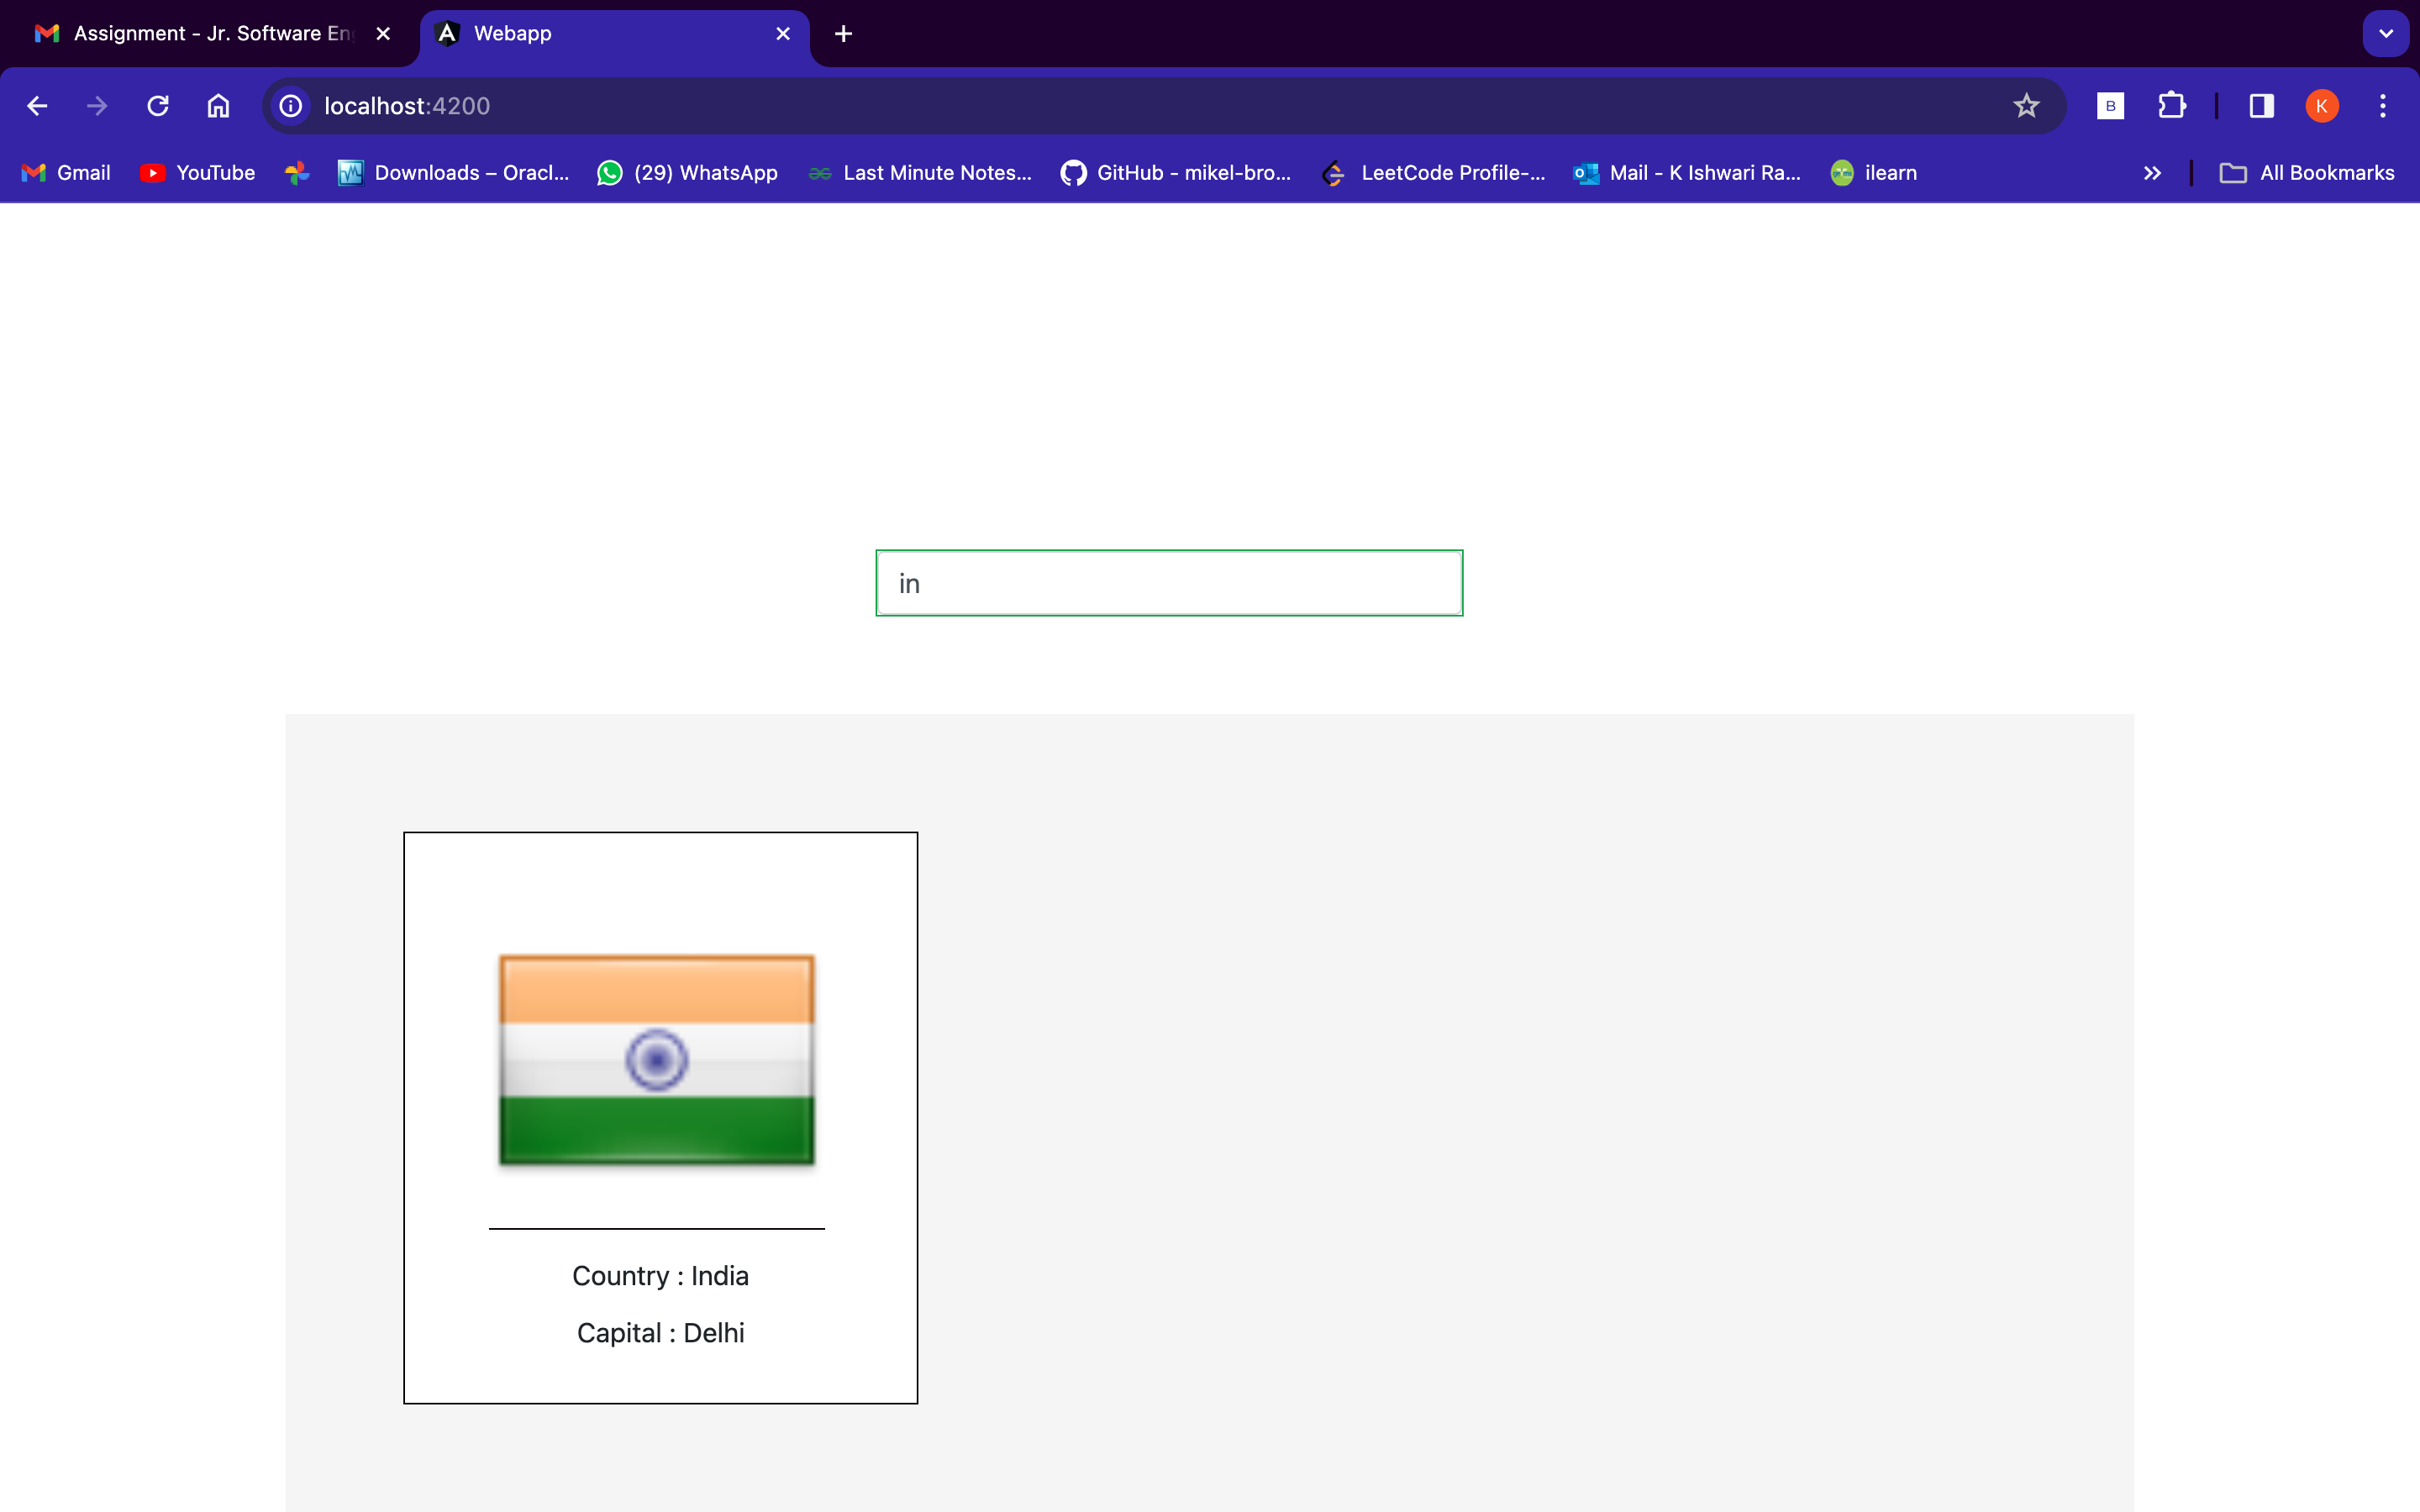 Assignment - Jr. Software En
Webapp
localhost:4200
K
B
Gmail
YouTube
Downloads – Oracl...
(29) WhatsApp
Last Minute Notes...
GitHub - mikel-bro...
LeetCode Profile-...
Mail - K Ishwari Ra...
ilearn
All Bookmarks
in
Country : India
Capital : Delhi